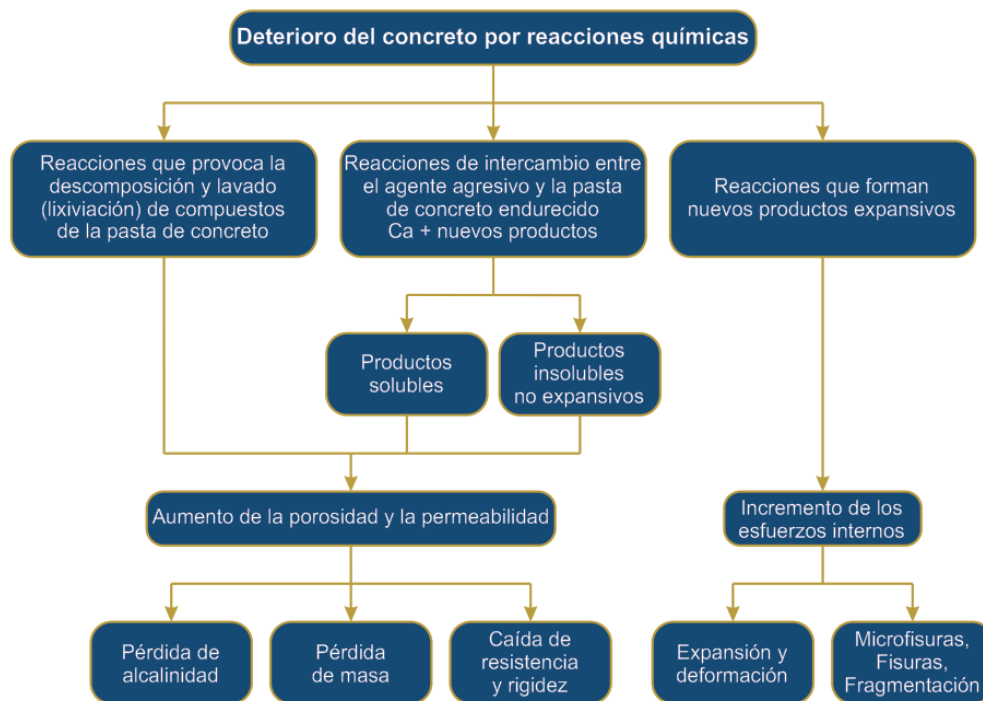 Deterioro del concreto por reacciones químicas
Reacciones que provoca la
descomposición y lavado
(lixiviación) de compuestos
de la pasta de concreto
Reacciones de intercambio entre
el agente agresivo y la pasta
de concreto endurecido
Ca + nuevos productos
Reacciones que forman
nuevos productos expansivos
Productos
solubles
Productos
insolubles
no expansivos
Aumento de la porosidad y la permeabilidad
Incremento de los
esfuerzos internos
Pérdida de
alcalinidad
Pérdida
de masa
Caída de
resistencia
y rigidez
Expansión y
deformación
Microfisuras,
Fisuras,
Fragmentación